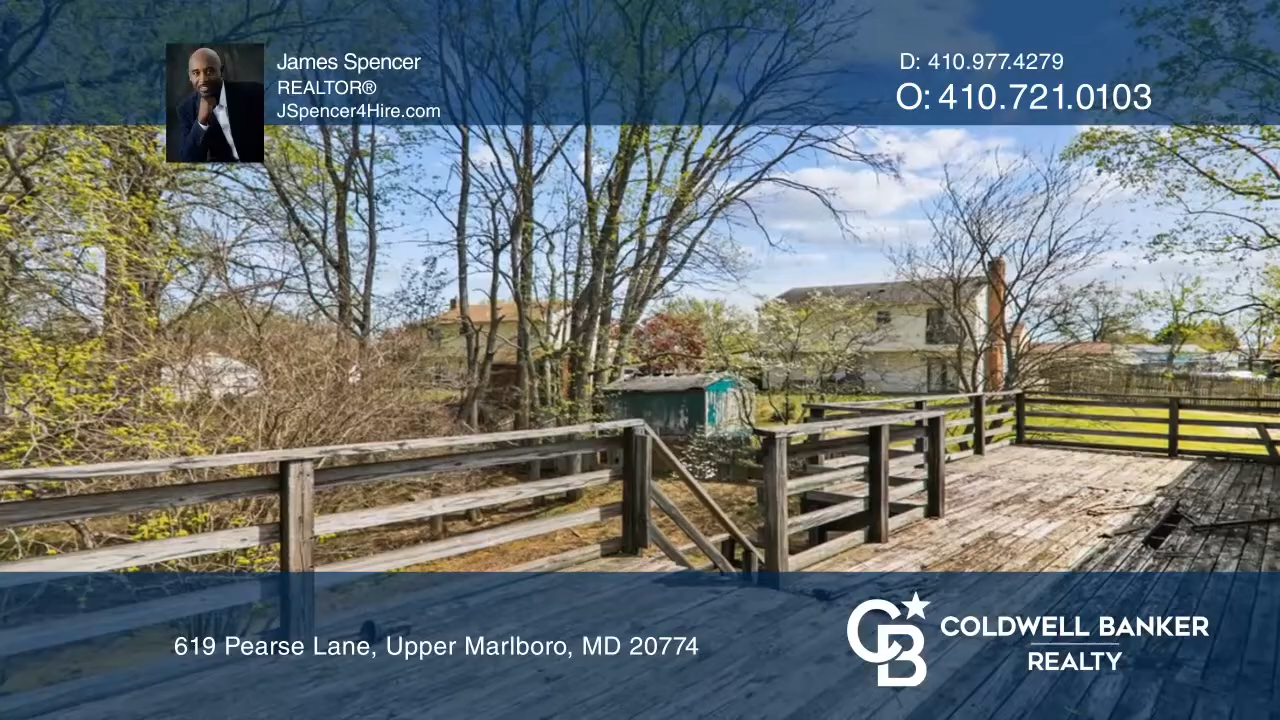 James Spencer
REALTOR®
JSpencer4Hire.com
D: 410.977.4279
O: 410.721.0103
619 Pearse Lane, Upper Marlboro, MD 20774
CB
COLDWELL BANKER
REALTY